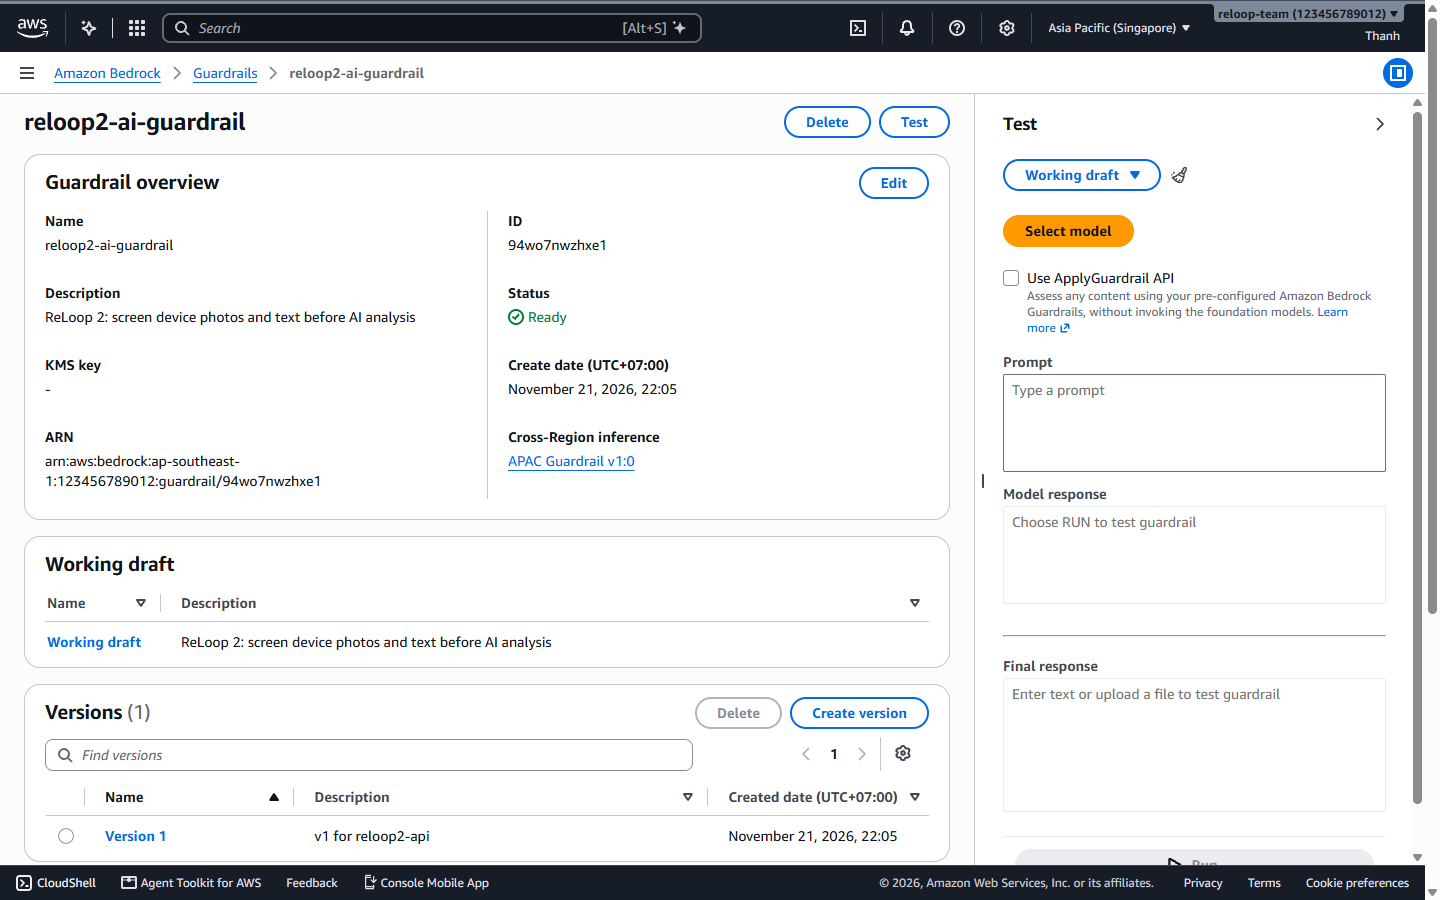 aws
Search
[Alt+S]
Asia Pacific (Singapore)
reloop-team (123456789012)
Thanh
Amazon Bedrock
Guardrails
reloop2-ai-guardrail
reloop2-ai-guardrail
Delete
Test
Guardrail overview
Edit
Name
reloop2-ai-guardrail
ID
94wo7nwzhxe1
Description
ReLoop 2: screen device photos and text before AI analysis
Status
Ready
KMS key
-
Create date (UTC+07:00)
November 21, 2026, 22:05
ARN
arn:aws:bedrock:ap-southeast-
1:123456789012:guardrail/94wo7nwzhxe1
Cross-Region inference
APAC Guardrail v1:0
Working draft
Name
Description
Working draft
ReLoop 2: screen device photos and text before AI analysis
Versions (1)
Delete
Create version
Find versions
1
Name
Description
Created date (UTC+07:00)
Version 1
v1 for reloop2-api
November 21, 2026, 22:05
Test
Working draft
Select model
Use ApplyGuardrail API
Assess any content using your pre-configured Amazon Bedrock
Guardrails, without invoking the foundation models. Learn
more
Prompt
Type a prompt
Model response
Choose RUN to test guardrail
Final response
Enter text or upload a file to test guardrail
Run
CloudShell
Agent Toolkit for AWS
Feedback
Console Mobile App
© 2026, Amazon Web Services, Inc. or its affiliates.
Privacy
Terms
Cookie preferences